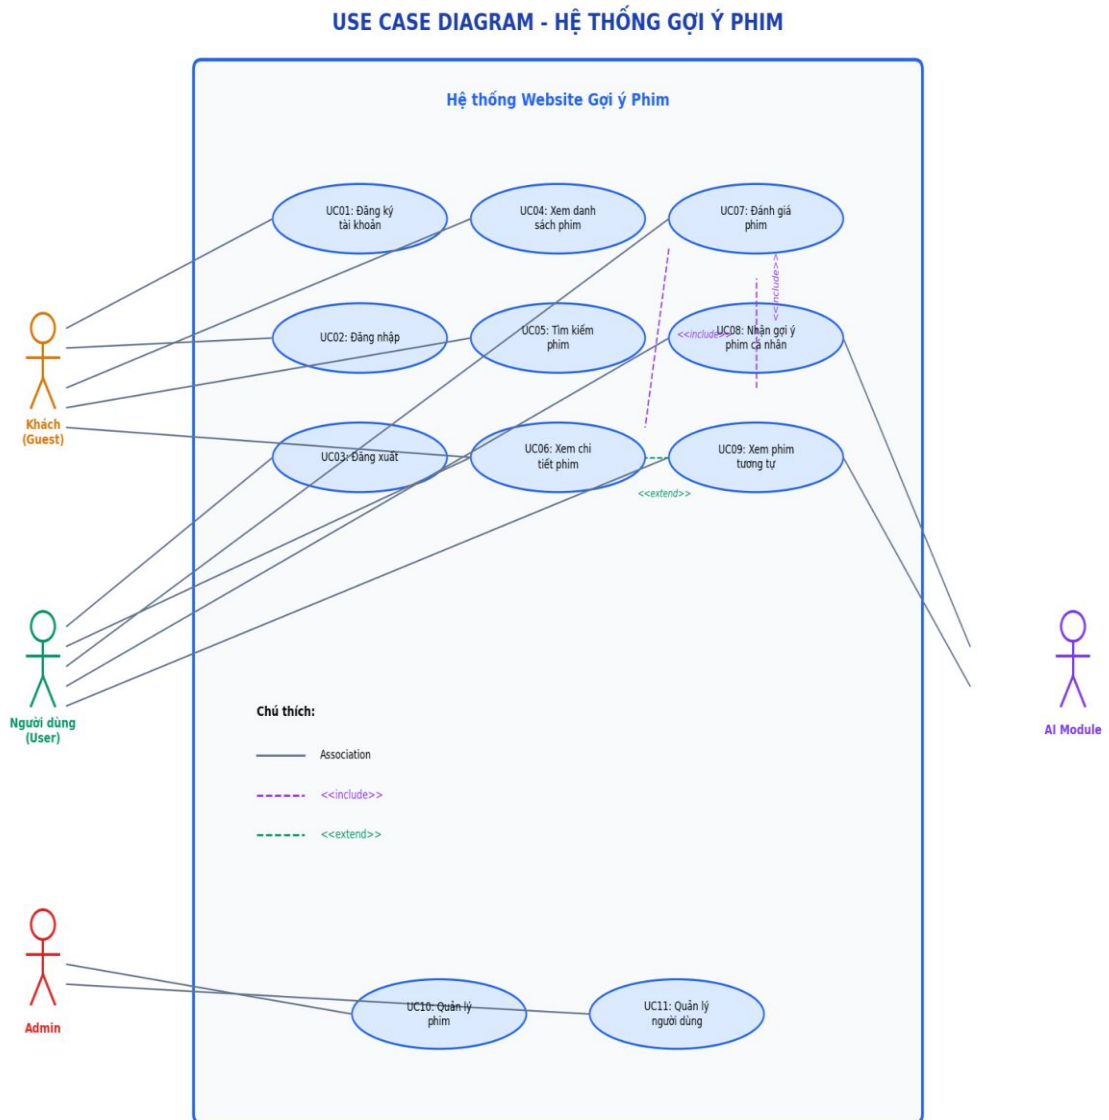 USE CASE DIAGRAM - HỆ THỐNG GỢI Ý PHIM
Hệ thống Website Gợi ý Phim
UC01: Đăng ký
tài khoản
UC04: Xem danh
sách phim
UC07: Đánh giá
phim
<<include>>
UC02: Đăng nhập
UC05: Tìm kiếm
phim
<<include>>
UC08: Nhận gợi ý
phim cá nhân
Khách
(Guest)
UC03: Đăng xuất
UC06: Xem chi
tiết phim
UC09: Xem phim
tương tự
<<extend>>
Người dùng
(User)
AI Module
Chú thích:
Association
<<include>>
<<extend>>
Admin
UC10: Quản lý
phim
UC11: Quản lý
người dùng